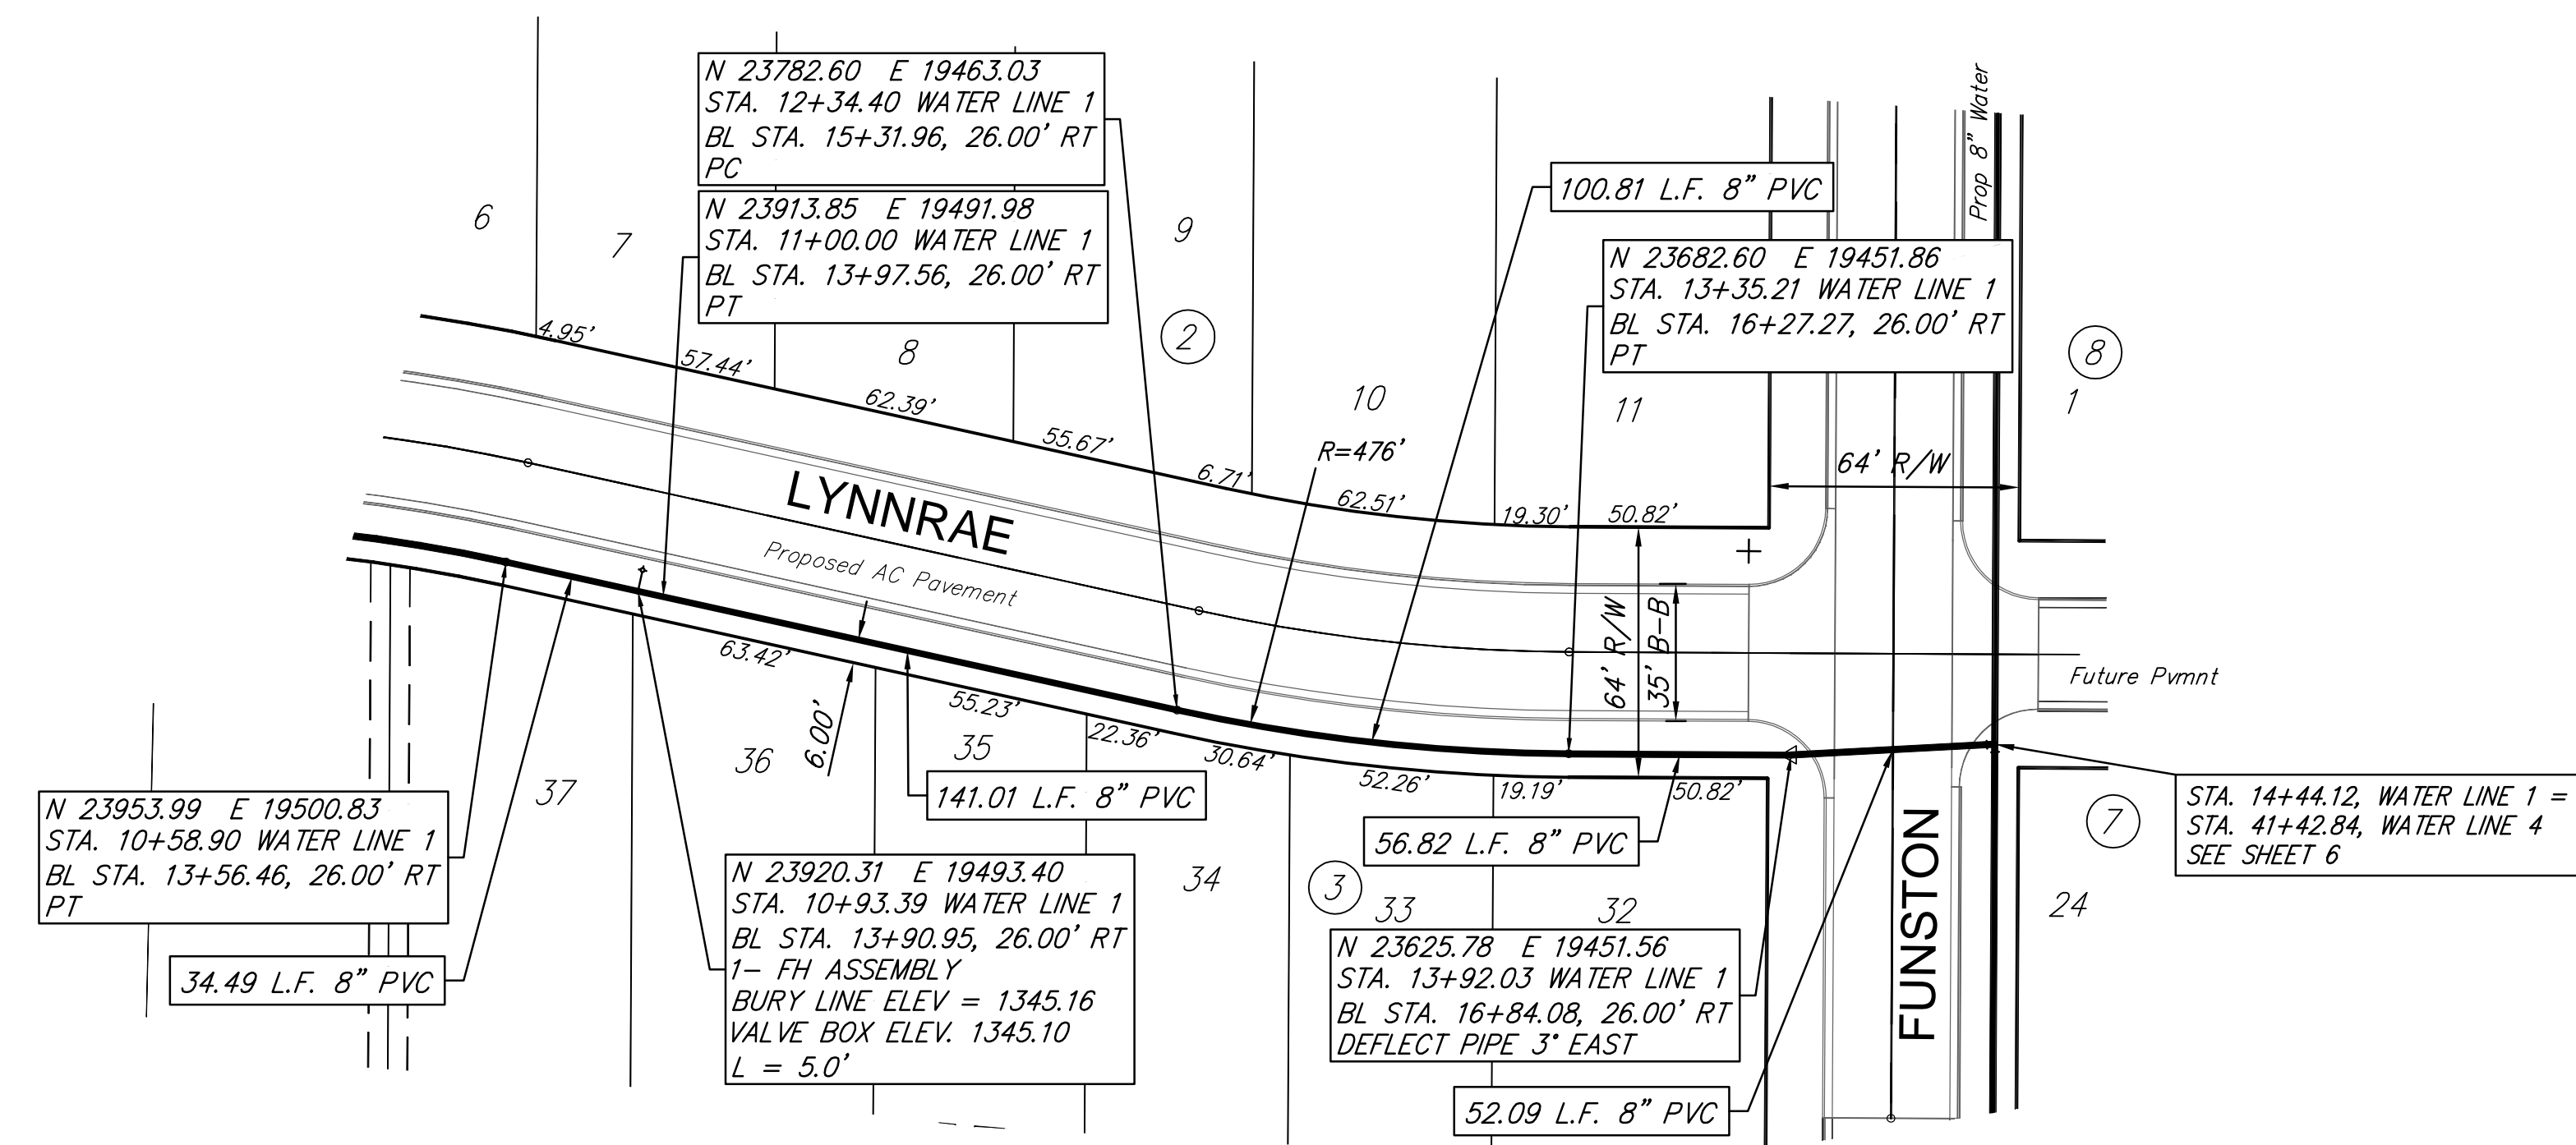 N 23782.60 E 19463.03
STA. 12+34.40 WATER LINE 1
BL STA. 15+31.96, 26.00' RT
PC
N 23913.85 E 19491.98
STA. 11+00.00 WATER LINE 1
BL STA. 13+97.56, 26.00' RT
PT
100.81 L.F. 8" PVC
Prop 8" Water
N 23682.60 E 19451.86
STA. 13+35.21 WATER LINE 1
BL STA. 16+27.27, 26.00' RT
PT
6
7
8
9
2
10
11
8
1
4.95'
57.44'
62.39'
55.67'
6.71'
62.51'
19.30'
50.82'
R=476'
64' R/W
LYNNRAE
Proposed AC Pavement
64' R/W
35' B-B
Future Pvmnt
63.42'
6.00'
55.23'
22.36'
30.64'
52.26'
19.19'
50.82'
37
36
35
34
3
33
32
7
24
141.01 L.F. 8" PVC
56.82 L.F. 8" PVC
STA. 14+44.12, WATER LINE 1 =
STA. 41+42.84, WATER LINE 4
SEE SHEET 6
N 23953.99 E 19500.83
STA. 10+58.90 WATER LINE 1
BL STA. 13+56.46, 26.00' RT
PT
34.49 L.F. 8" PVC
N 23920.31 E 19493.40
STA. 10+93.39 WATER LINE 1
BL STA. 13+90.95, 26.00' RT
1- FH ASSEMBLY
BURY LINE ELEV = 1345.16
VALVE BOX ELEV. 1345.10
L = 5.0'
N 23625.78 E 19451.56
STA. 13+92.03 WATER LINE 1
BL STA. 16+84.08, 26.00' RT
DEFLECT PIPE 3° EAST
52.09 L.F. 8" PVC
FUNSTON